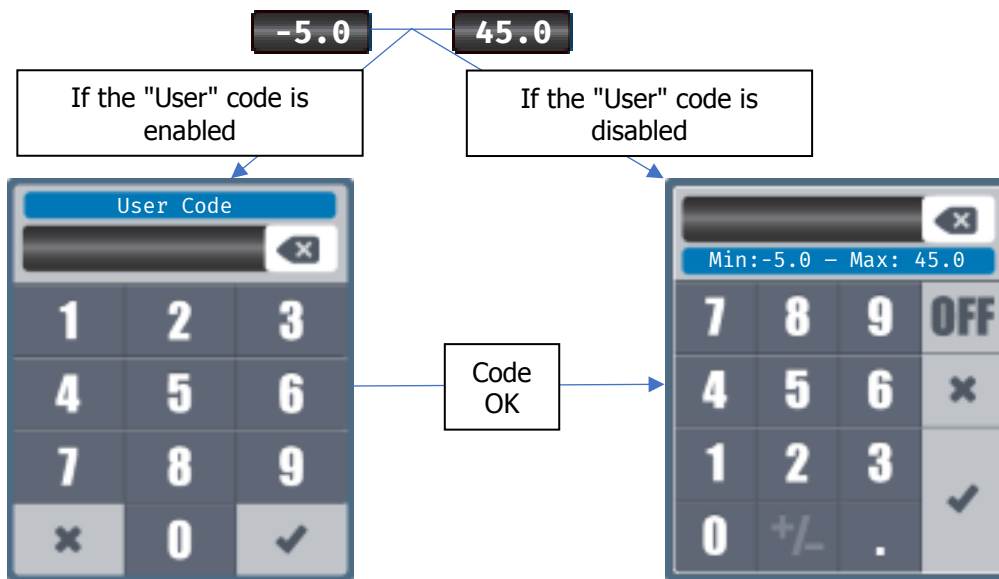 -5.0 45.0
If the "User" code is
enabled
If the "User" code is
disabled
User Code
1 2 3
4 5 6
7 8 9
0
Code
OK
Min:-5.0 – Max: 45.0
7 8 9 OFF
4 5 6
1 2 3
0 +/- .